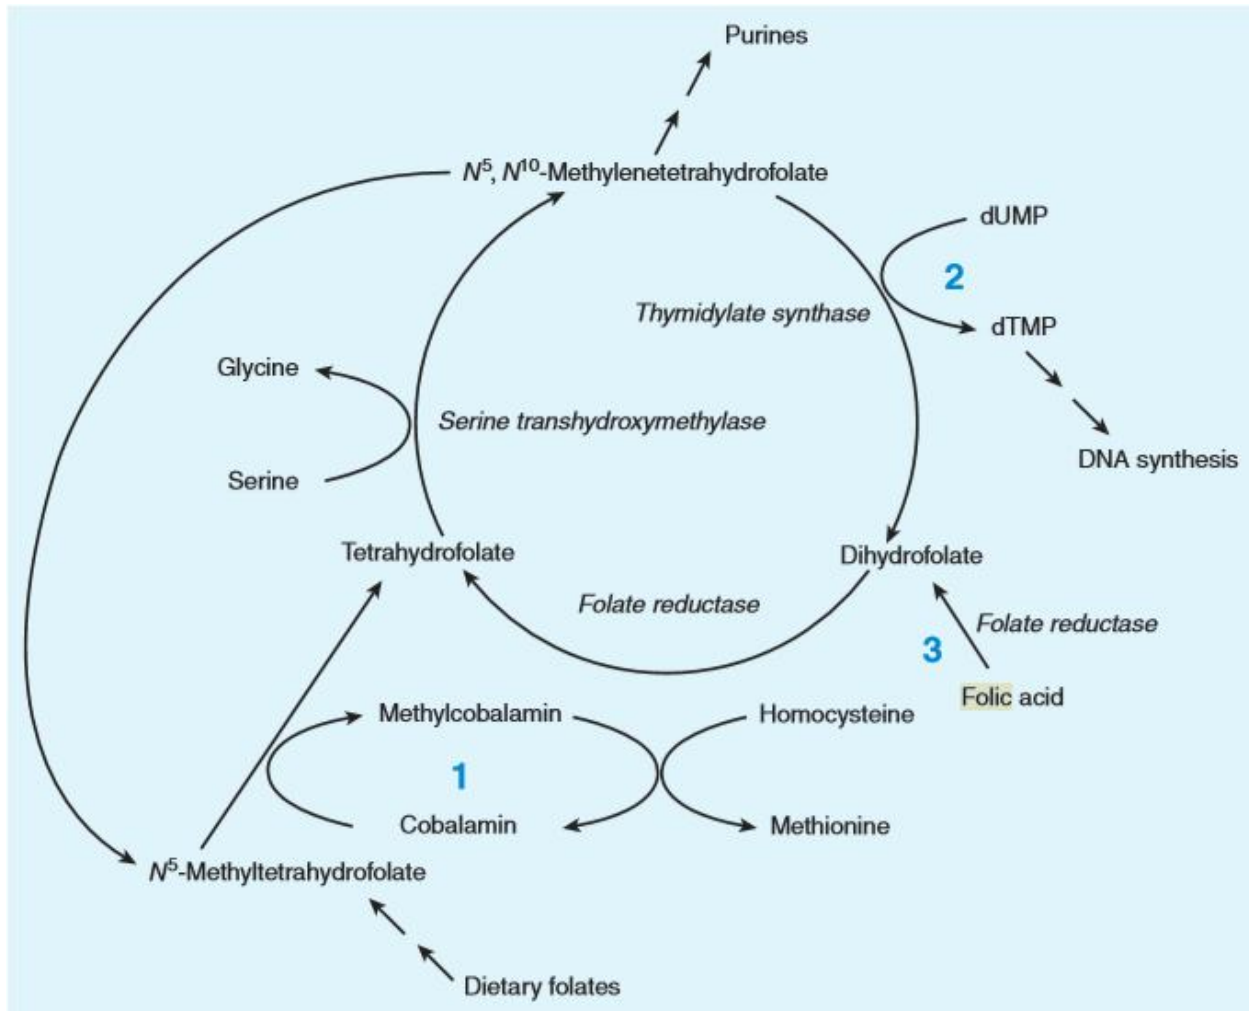 Purines
N⁵, N¹⁰-Methylenetetrahydrofolate
dUMP
2
Thymidylate synthase
dTMP
Glycine
Serine transhydroxymethylase
DNA synthesis
Serine
Tetrahydrofolate
Dihydrofolate
Folate reductase
Folate reductase
3
Folic acid
Methylcobalamin
Homocysteine
1
Cobalamin
Methionine
N⁵-Methyltetrahydrofolate
Dietary folates